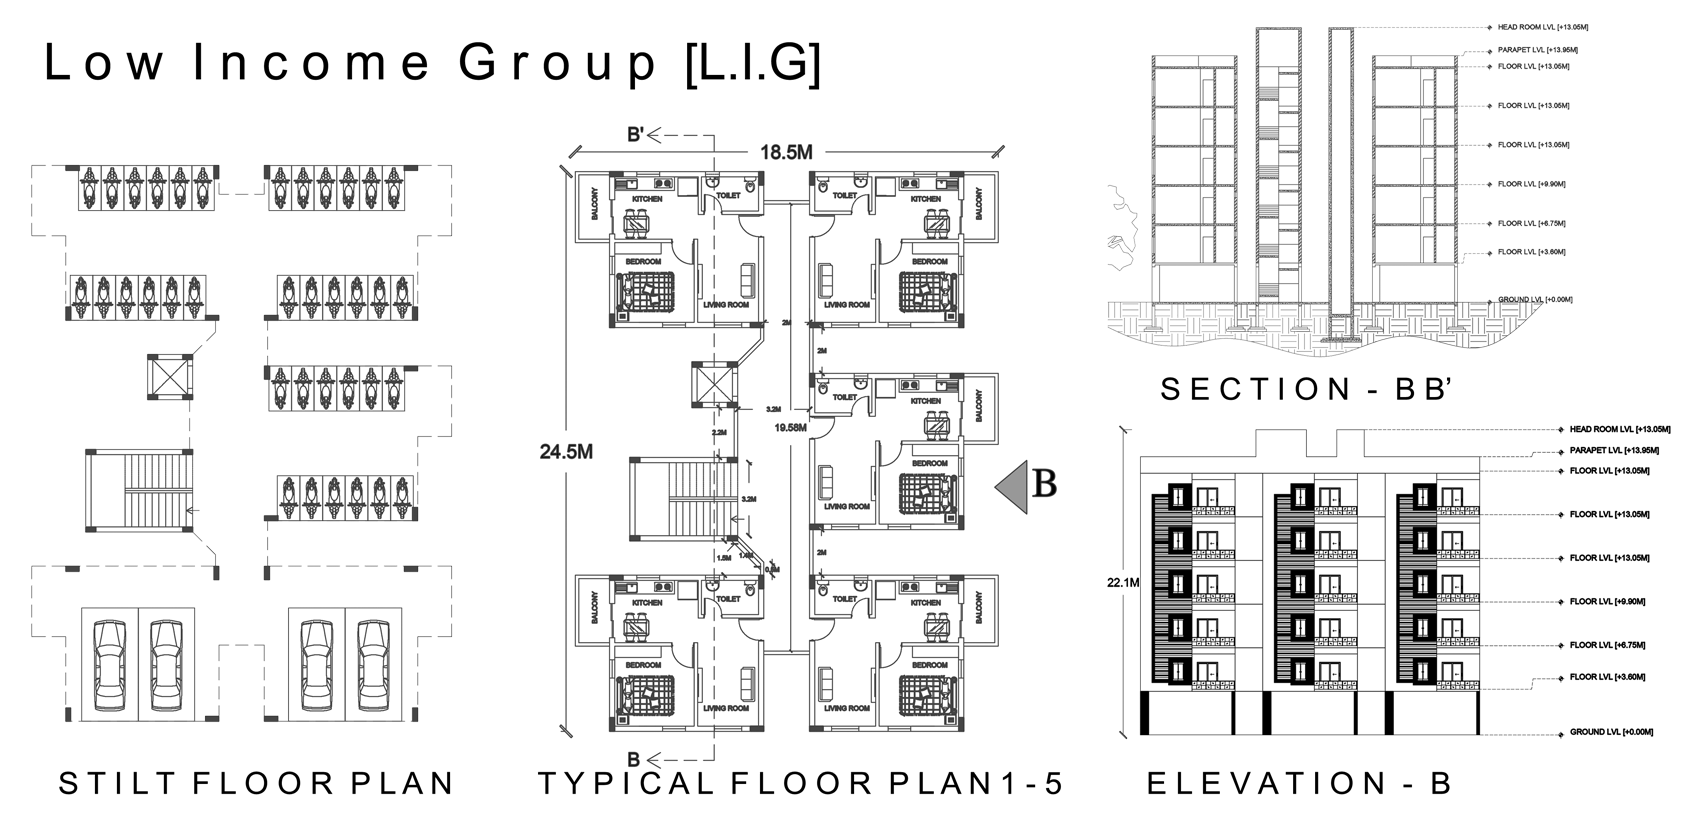 Low Income Group [L.I.G]
B'
18.5M
BALCONY
KITCHEN
TOILET
BEDROOM
LIVING ROOM
TOILET
KITCHEN
BALCONY
BEDROOM
LIVING ROOM
2M
2M
TOILET
KITCHEN
BALCONY
3.2M
19.58M
2.2M
24.5M
BEDROOM
LIVING ROOM
3.2M
B
1.5M
1.4M
2M
BALCONY
KITCHEN
TOILET
BEDROOM
LIVING ROOM
TOILET
KITCHEN
BALCONY
BEDROOM
LIVING ROOM
B
STILT FLOOR PLAN
TYPICAL FLOOR PLAN 1 - 5
HEAD ROOM LVL [+13.05M]
PARAPET LVL [+13.95M]
FLOOR LVL [+13.05M]
FLOOR LVL [+13.05M]
FLOOR LVL [+13.05M]
FLOOR LVL [+9.90M]
FLOOR LVL [+6.75M]
FLOOR LVL [+3.60M]
GROUND LVL [+0.00M]
SECTION - BB'
HEAD ROOM LVL [+13.05M]
PARAPET LVL [+13.95M]
FLOOR LVL [+13.05M]
FLOOR LVL [+13.05M]
FLOOR LVL [+13.05M]
22.1M
FLOOR LVL [+9.90M]
FLOOR LVL [+6.75M]
FLOOR LVL [+3.60M]
GROUND LVL [+0.00M]
ELEVATION - B